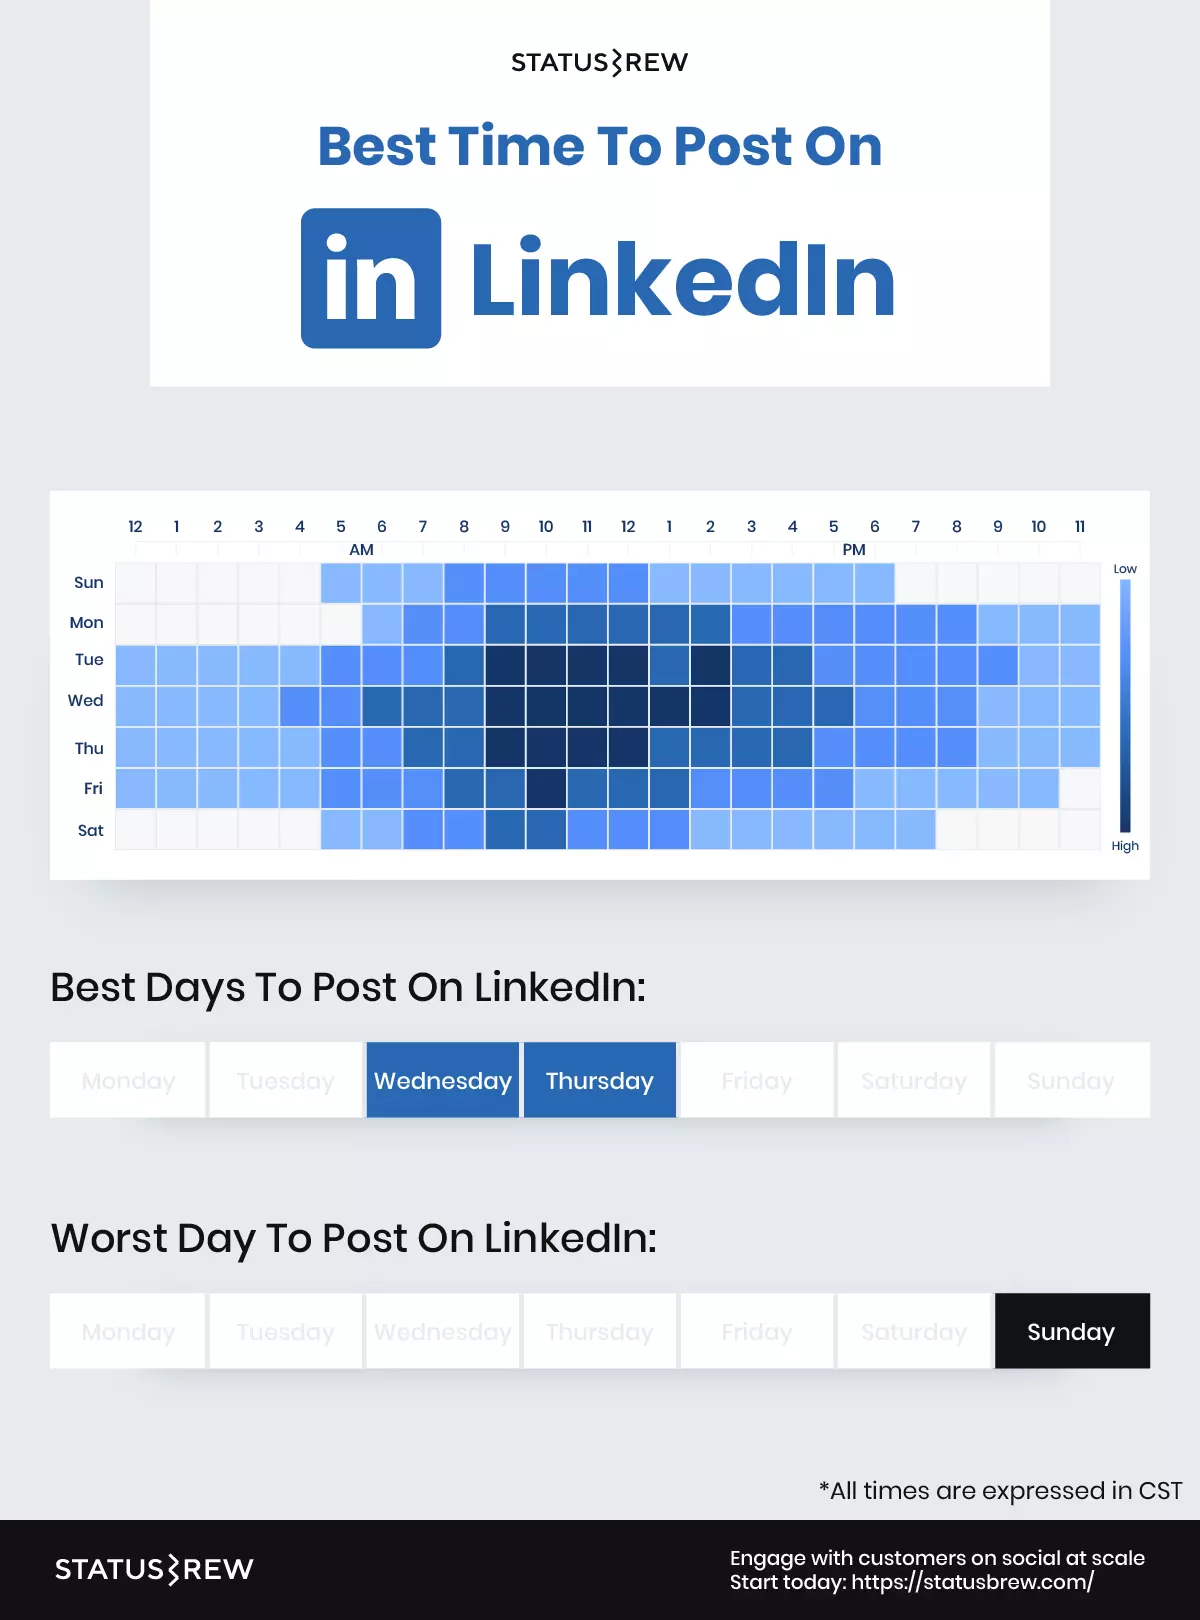 STATUSBREW
Best Time To Post On
in LinkedIn
12 1 2 3 4 5 6 7 8 9 10 11 12 1 2 3 4 5 6 7 8 9 10 11
AM PM
Low
Sun
Mon
Tue
Wed
Thu
Fri
Sat
High
Best Days To Post On LinkedIn:
Monday Tuesday Wednesday Thursday Friday Saturday Sunday
Worst Day To Post On LinkedIn:
Monday Tuesday Wednesday Thursday Friday Saturday Sunday
*All times are expressed in CST
STATUSBREW
Engage with customers on social at scale
Start today: https://statusbrew.com/